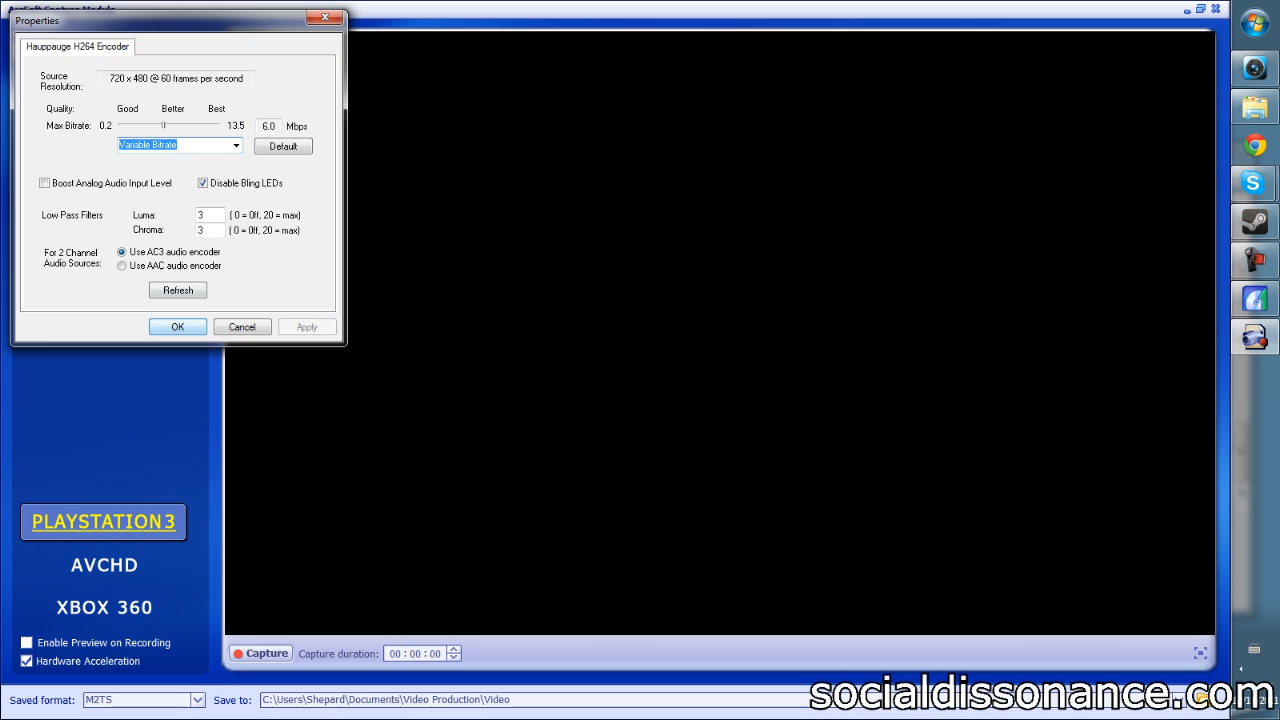 ArcSoft Capture Module
Properties
Hauppauge H264 Encoder
Source Resolution:
720 x 480 @ 60 frames per second
Quality: Good Better Best
Max Bitrate: 0.2 13.5 6.0 Mbps
Variable Bitrate Default
Boost Analog Audio Input Level Disable Bling LEDs
Low Pass Filters Luma: 3 ( 0 = Off, 20 = max)
Chroma: 3 ( 0 = Off, 20 = max)
For 2 Channel Audio Sources:
Use AC3 audio encoder
Use AAC audio encoder
Refresh
OK Cancel Apply
PLAYSTATION3
AVCHD
XBOX 360
Enable Preview on Recording
Hardware Acceleration
Capture Capture duration: 00 : 00 : 00
Saved format: M2TS Save to: C:\Users\Shepard\Documents\Video Production\Video
socialdissonance.com